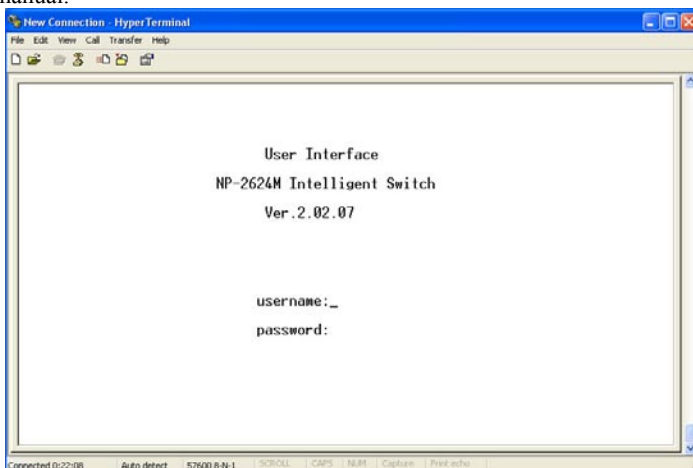 New Connection - HyperTerminal
File Edit View Call Transfer Help
User Interface
NP-2624M Intelligent Switch
Ver.2.02.07
username:_
password:
Connected 0:22:08 Auto detect 57600 8-N-1 SCROLL CAPS NUM Capture Print echo